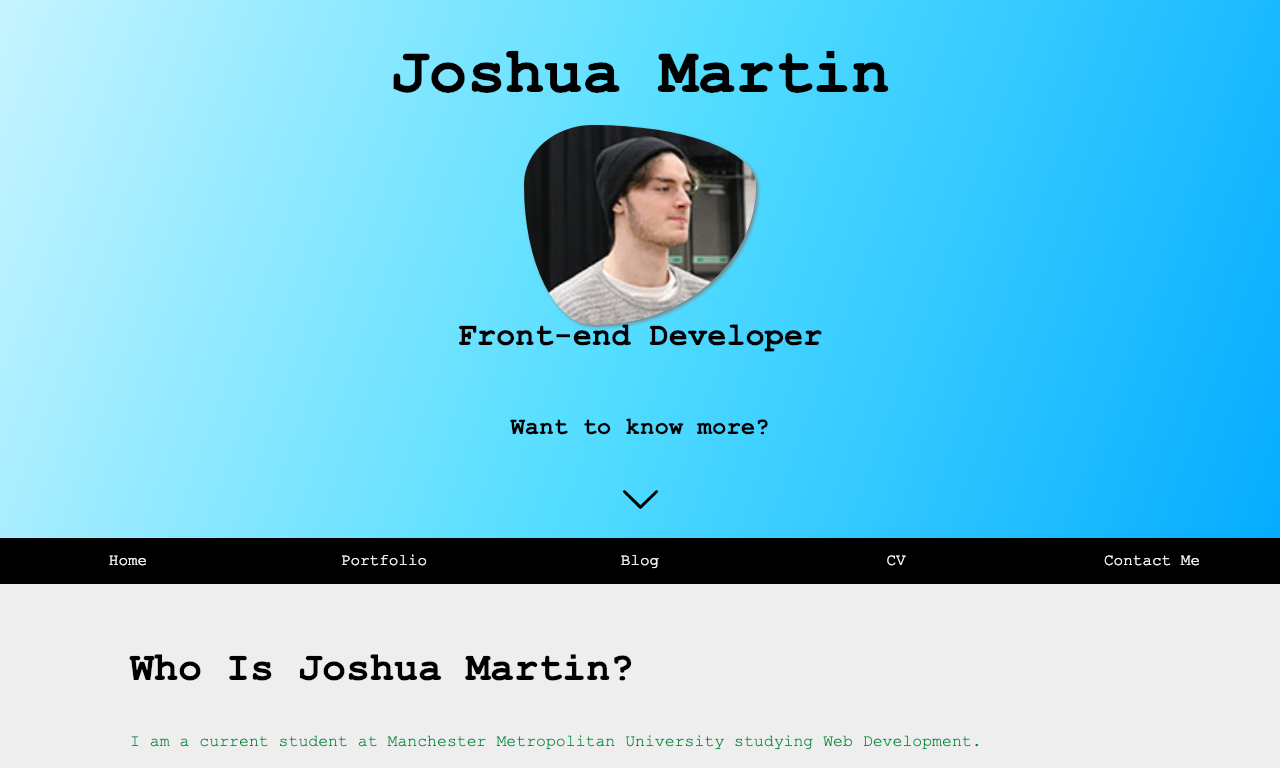 Joshua Martin
Front-end Developer
Want to know more?
Home Portfolio Blog CV Contact Me
Who Is Joshua Martin?
I am a current student at Manchester Metropolitan University studying Web Development.